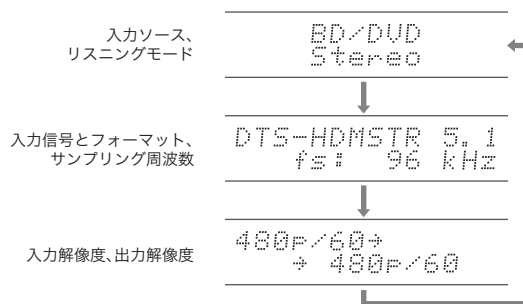 入力ソース、
リスニングモード
BD/DVD
Stereo
入力信号とフォーマット、
サンプリング周波数
DTS-HDMSTR 5.1
fs: 96 kHz
入力解像度、出力解像度
480p/60→
→ 480p/60